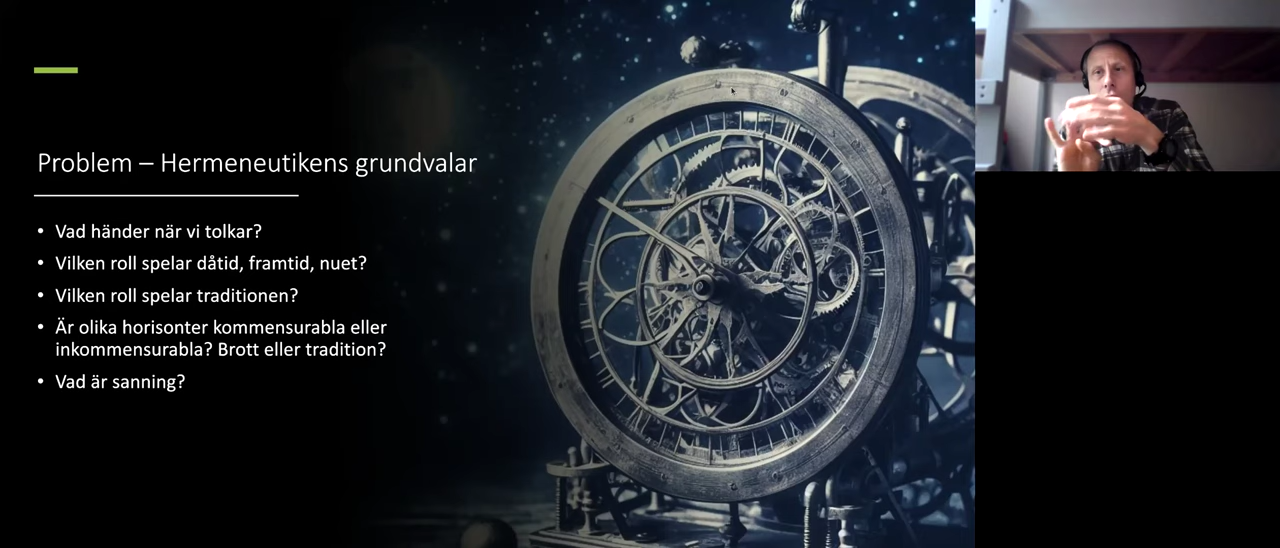 Problem – Hermeneutikens grundvalar
• Vad händer när vi tolkar?
• Vilken roll spelar dåtid, framtid, nuet?
• Vilken roll spelar traditionen?
• Är olika horisonter kommensurabla eller
inkommensurabla? Brott eller tradition?
• Vad är sanning?